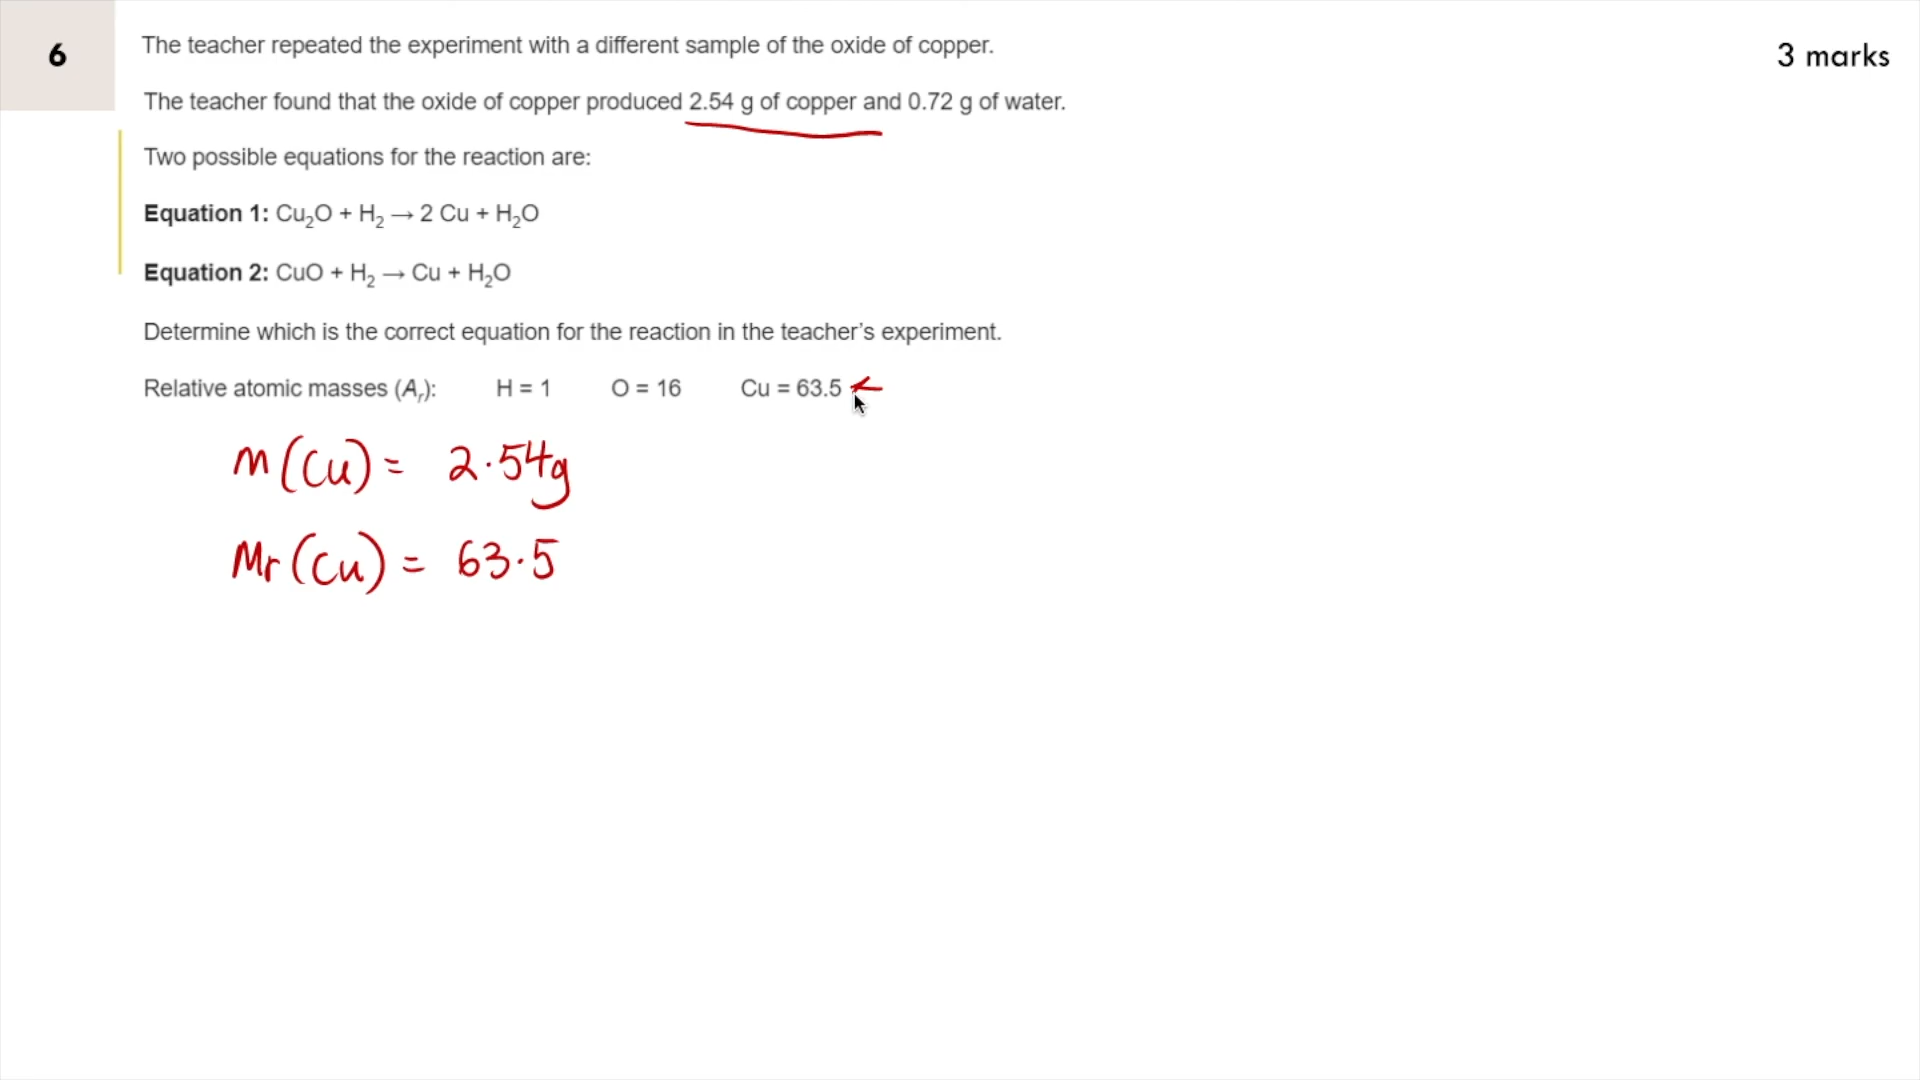 6
3 marks
The teacher repeated the experiment with a different sample of the oxide of copper.
The teacher found that the oxide of copper produced 2.54 g of copper and 0.72 g of water.
Two possible equations for the reaction are:
Equation 1: Cu₂O + H₂ → 2 Cu + H₂O
Equation 2: CuO + H₂ → Cu + H₂O
Determine which is the correct equation for the reaction in the teacher’s experiment.
Relative atomic masses (Aᵣ): H = 1 O = 16 Cu = 63.5 ←
m(Cu) = 2.54g
Mr(Cu) = 63.5